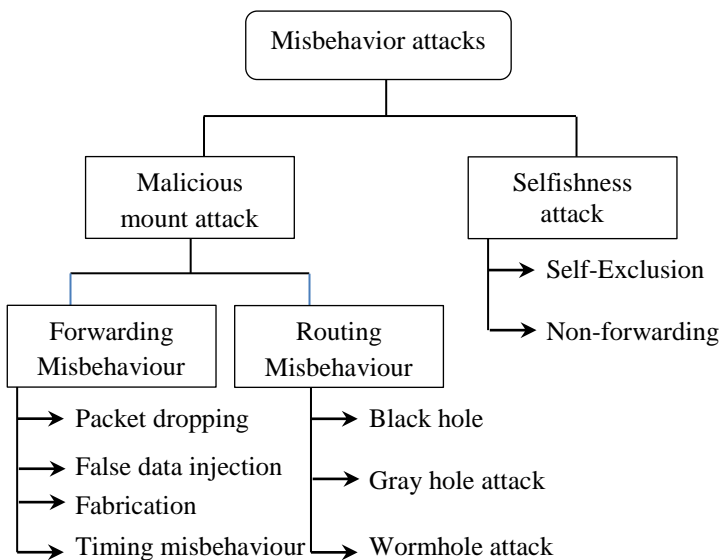 Misbehavior attacks
Malicious
mount attack
Selfishness
attack
Self-Exclusion
Non-forwarding
Forwarding
Misbehaviour
Routing
Misbehaviour
Packet dropping
False data injection
Fabrication
Timing misbehaviour
Black hole
Gray hole attack
Wormhole attack